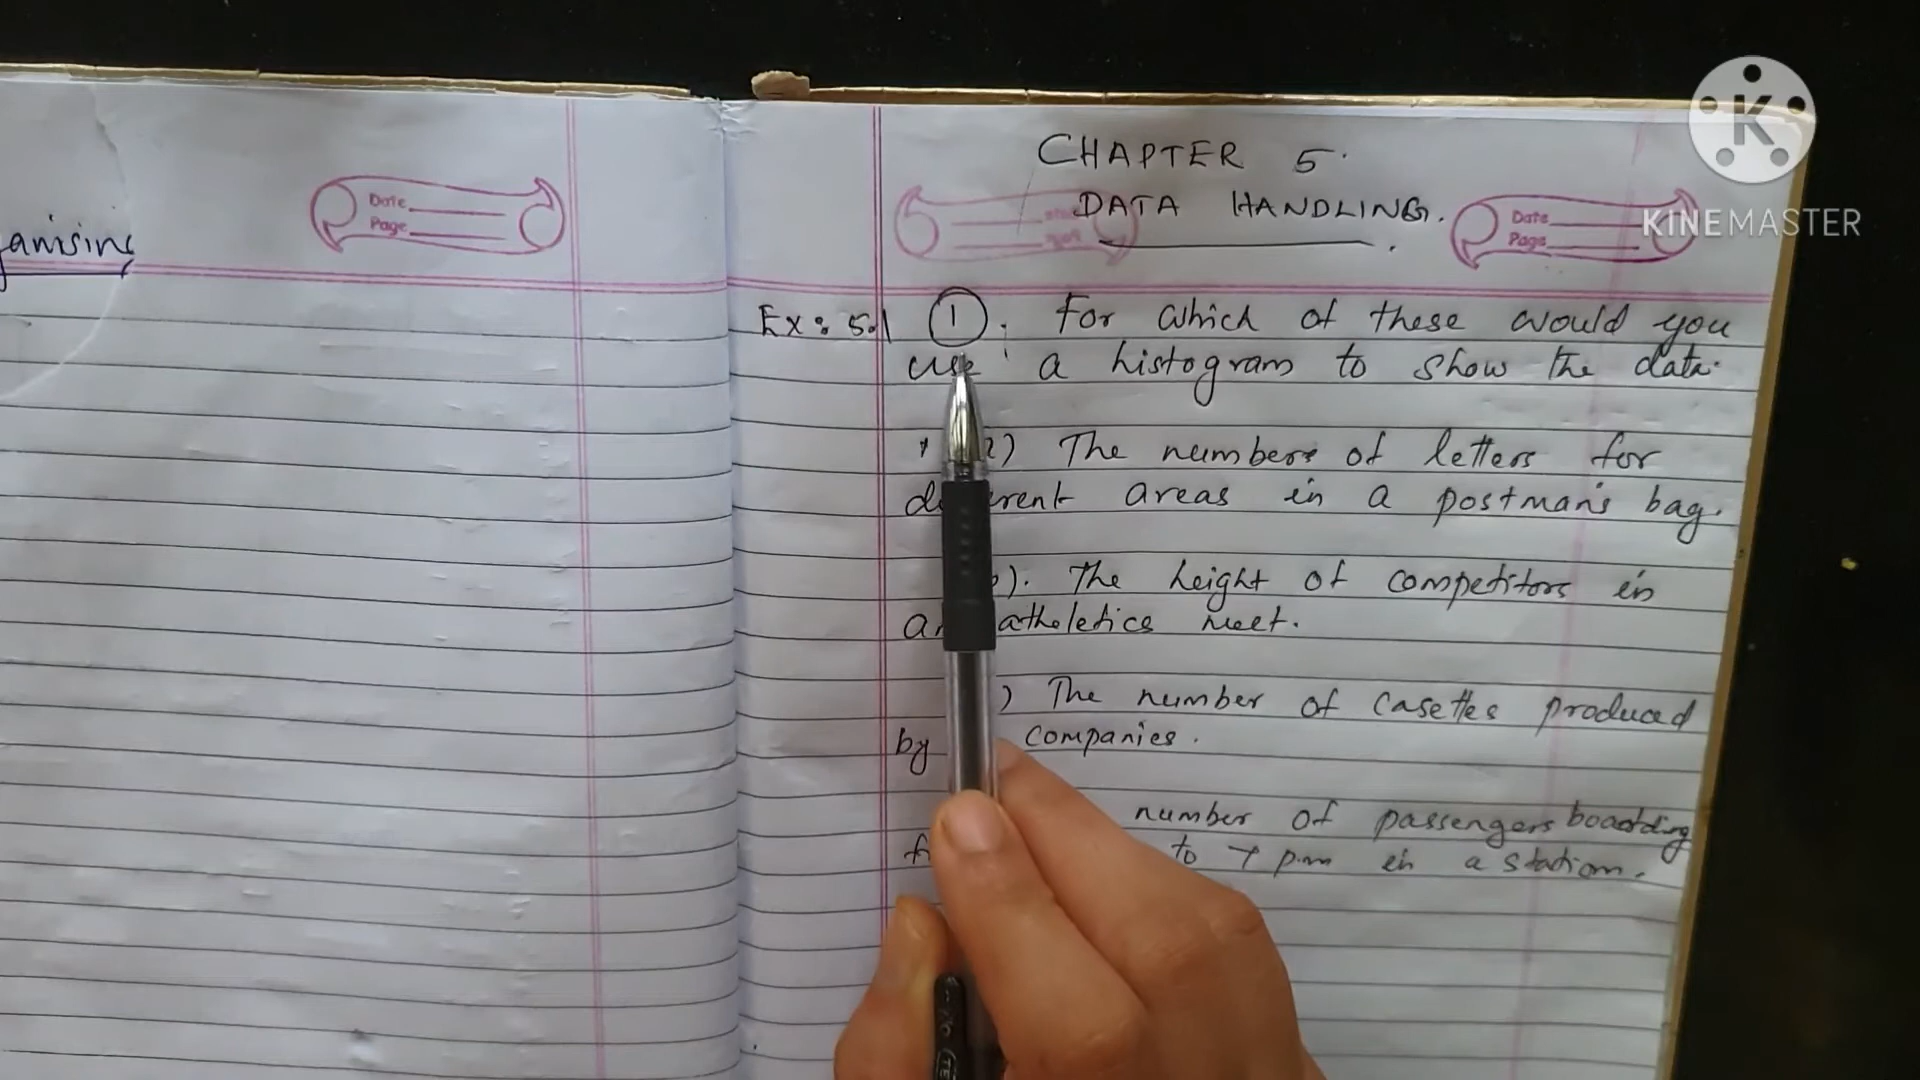 CHAPTER 5.
DATA HANDLING.
KINEMASTER
Date
Page
Date
Page
anising
Ex: 5.1 1. For which of these would you
use a histogram to show the data.
The numbers of letters for
areas in a postman's bag.
b). The height of competitors in
atheletics meet.
) The number of casettes produced
by companies.
number of passengers boarding
to 7 p.m in a station.